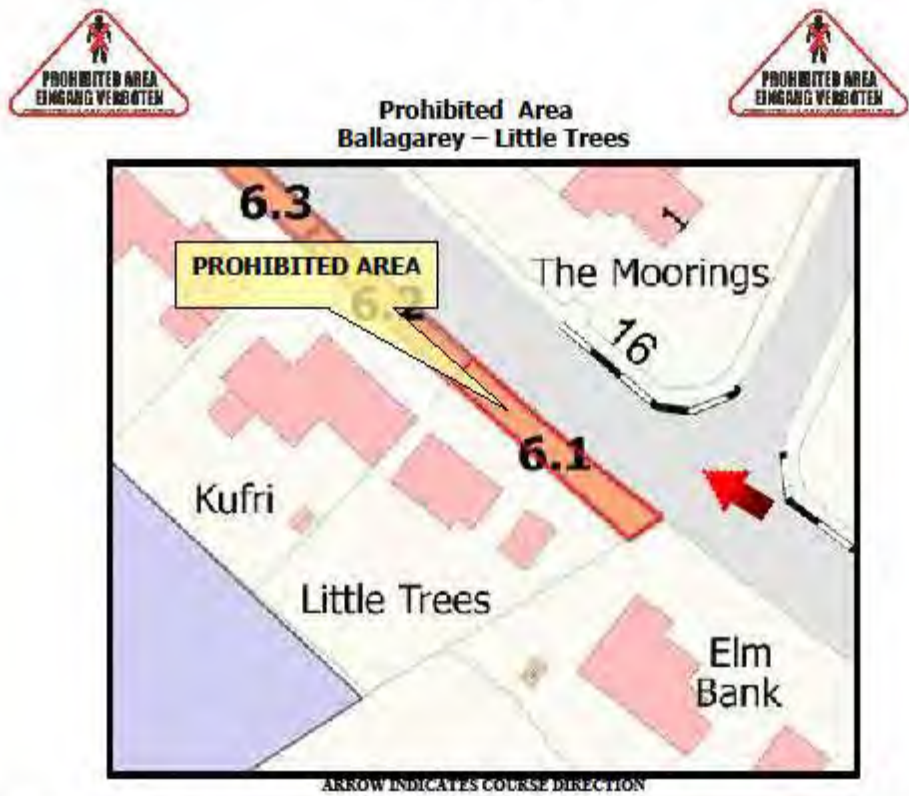 PROHIBITED AREA
EINGANG VERBOTEN
PROHIBITED AREA
EINGANG VERBOTEN
Prohibited Area
Ballagarey – Little Trees
6.3
1
PROHIBITED AREA
The Moorings
6.2
16
6.1
Kufri
Little Trees
Elm
Bank
ARROW INDICATES COURSE DIRECTION